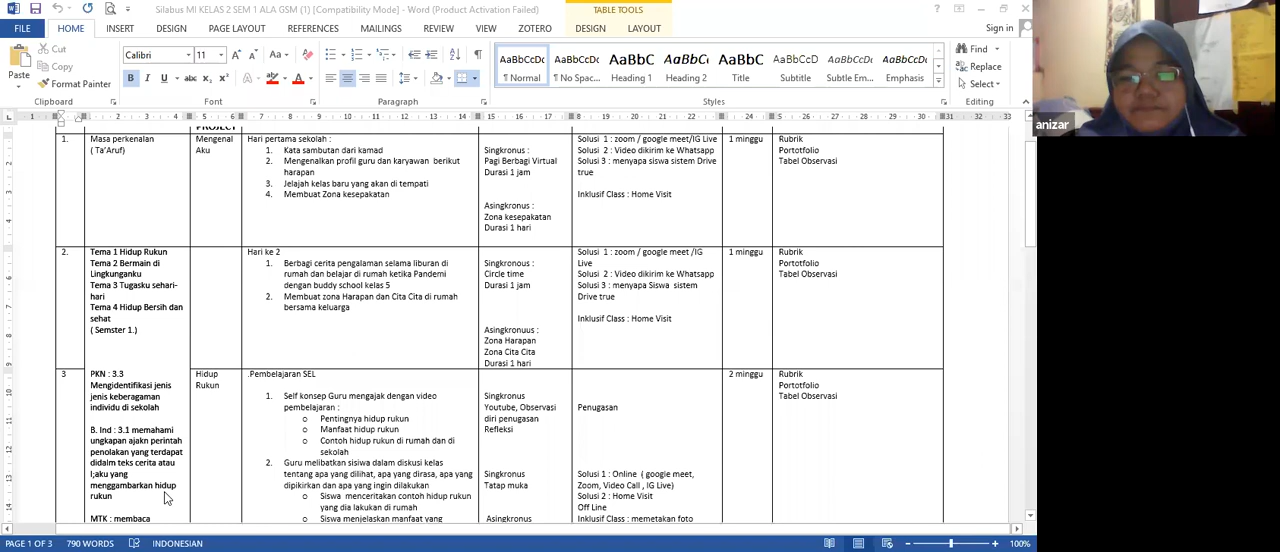 Silabus MI KELAS 2 SEM 1 ALA GSM (1) [Compatibility Mode] - Word (Product Activation Failed)
TABLE TOOLS
FILE HOME INSERT DESIGN PAGE LAYOUT REFERENCES MAILINGS REVIEW VIEW ZOTERO DESIGN LAYOUT
Sign in
Paste
Cut
Copy
Format Painter
Clipboard
Calibri 11
Font
Paragraph
AaBbCcDc AaBbCcDc AaBbC AaBbCc AaBbC AaBbCcD AaBbCcDc AaBbCcDc
¶ Normal ¶ No Spac... Heading 1 Heading 2 Title Subtitle Subtle Em... Emphasis
Styles
Find
Replace
Select
Editing
anizar
PROJECT
1.
Masa perkenalan
( Ta'Aruf)
Mengenal
Aku
Hari pertama sekolah :
1. Kata sambutan dari kamad
2. Mengenalkan profil guru dan karyawan berikut
harapan
3. Jelajah kelas baru yang akan di tempati
4. Membuat Zona kesepakatan
Singkronus :
Pagi Berbagi Virtual
Durasi 1 jam
Asingkronus :
Zona kesepakatan
Durasi 1 hari
Solusi 1 : zoom / google meet/IG Live
Solusi 2 : Video dikirim ke Whatsapp
Solusi 3 : menyapa siswa sistem Drive
true
Inklusif Class : Home Visit
1 minggu
Rubrik
Portotfolio
Tabel Observasi
2.
Tema 1 Hidup Rukun
Tema 2 Bermain di
Lingkunganku
Tema 3 Tugasku sehari-
hari
Tema 4 Hidup Bersih dan
sehat
( Semster 1.)
Hari ke 2
1. Berbagi cerita pengalaman selama liburan di
rumah dan belajar di rumah ketika Pandemi
dengan buddy school kelas 5
2. Membuat zona Harapan dan Cita Cita di rumah
bersama keluarga
Singkronous :
Circle time
Durasi 1 jam
Asingkronuus :
Zona Harapan
Zona Cita Cita
Durasi 1 hari
Solusi 1 : zoom / google meet /IG
Live
Solusi 2 : Video dikirim ke Whatsapp
Solusi 3 : menyapa Siswa sistem
Drive true
Inklusif Class : Home Visit
1 minggu
Rubrik
Portotfolio
Tabel Observasi
3
PKN : 3.3
Mengidentifikasi jenis
jenis keberagaman
individu di sekolah
B. Ind : 3.1 memahami
ungkapan ajakn perintah
penolakan yang terdapat
didalm teks cerita atau
l;aku yang
menggambarkan hidup
rukun
MTK : membaca
Hidup
Rukun
.Pembelajaran SEL
1. Self konsep Guru mengajak dengan video
pembelajaran :
o Pentingnya hidup rukun
o Manfaat hidup rukun
o Contoh hidup rukun di rumah dan di
sekolah
2. Guru melibatkan sisiwa dalam diskusi kelas
tentang apa yang dilihat, apa yang dirasa, apa yang
dipikirkan dan apa yang ingin dilakukan
o Siswa menceritakan contoh hidup rukun
yang dia lakukan di rumah
o Siswa menjelaskan manfaat yang
Singkronus
Youtube, Observasi
diri penugasan
Refleksi
Singkronus
Tatap muka
Asingkronus
Penugasan
Solusi 1 : Online ( google meet,
Zoom, Video Call , IG Live)
Solusi 2 : Home Visit
Off Line
Inklusif Class : memetakan foto
2 minggu
Rubrik
Portotfolio
Tabel Observasi
PAGE 1 OF 3 790 WORDS INDONESIAN 100%